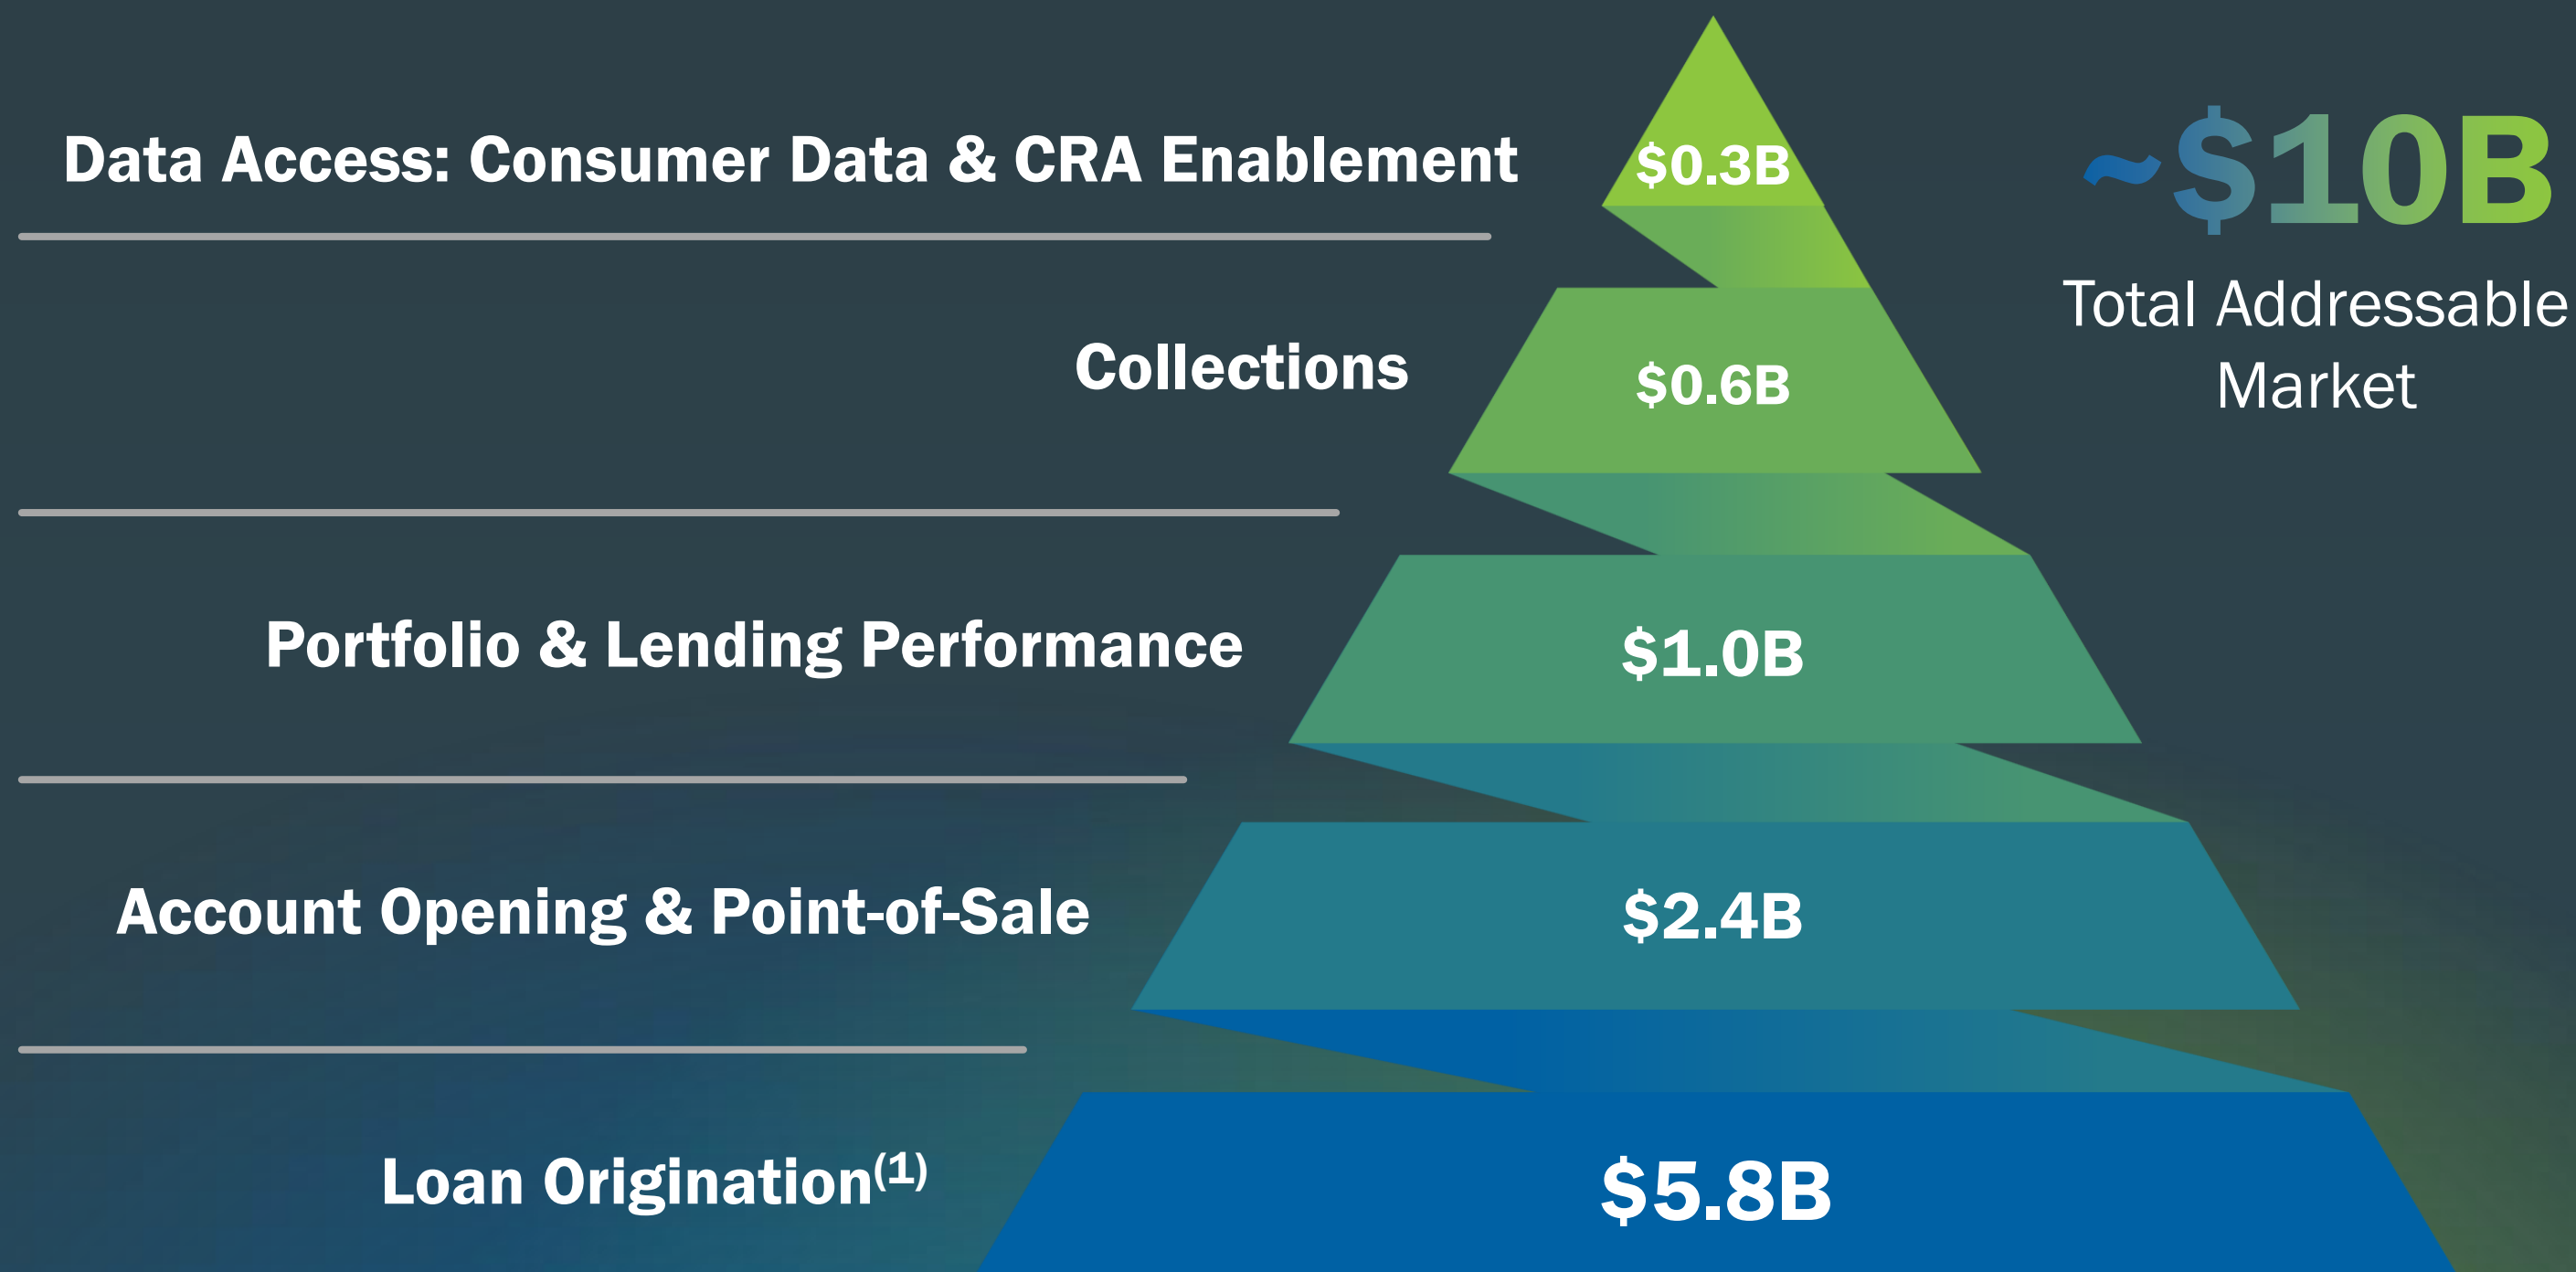 Data Access: Consumer Data & CRA Enablement
$0.3B
~$10B
Total Addressable
Market
Collections
$0.6B
Portfolio & Lending Performance
$1.0B
Account Opening & Point-of-Sale
$2.4B
Loan Origination(1)
$5.8B